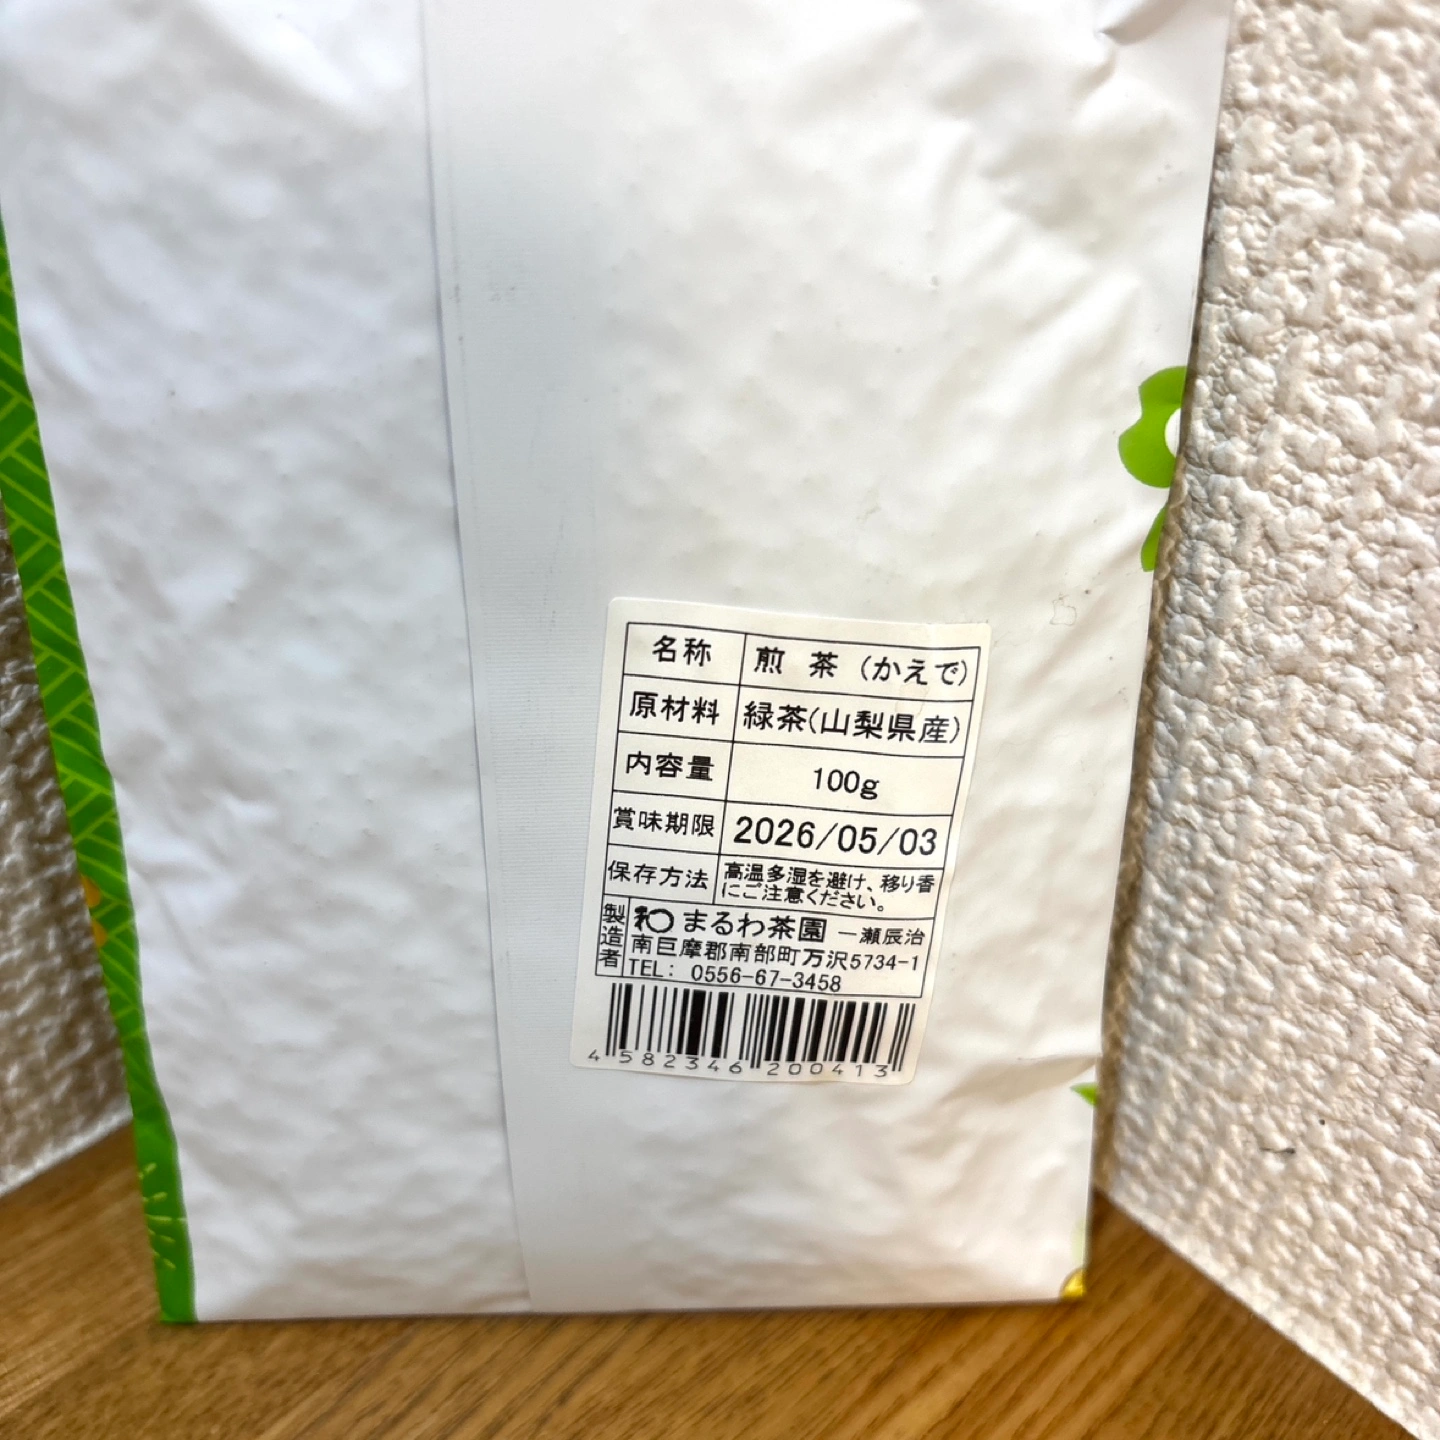 名称 煎 茶 (かえで)
原材料 緑茶(山梨県産)
内容量 100g
賞味期限 2026/05/03
保存方法 高温多湿を避け、移り香
にご注意ください。
製造者 まるわ茶園 一瀬辰治
南巨摩郡南部町万沢5734-1
TEL: 0556-67-3458
4582346200413